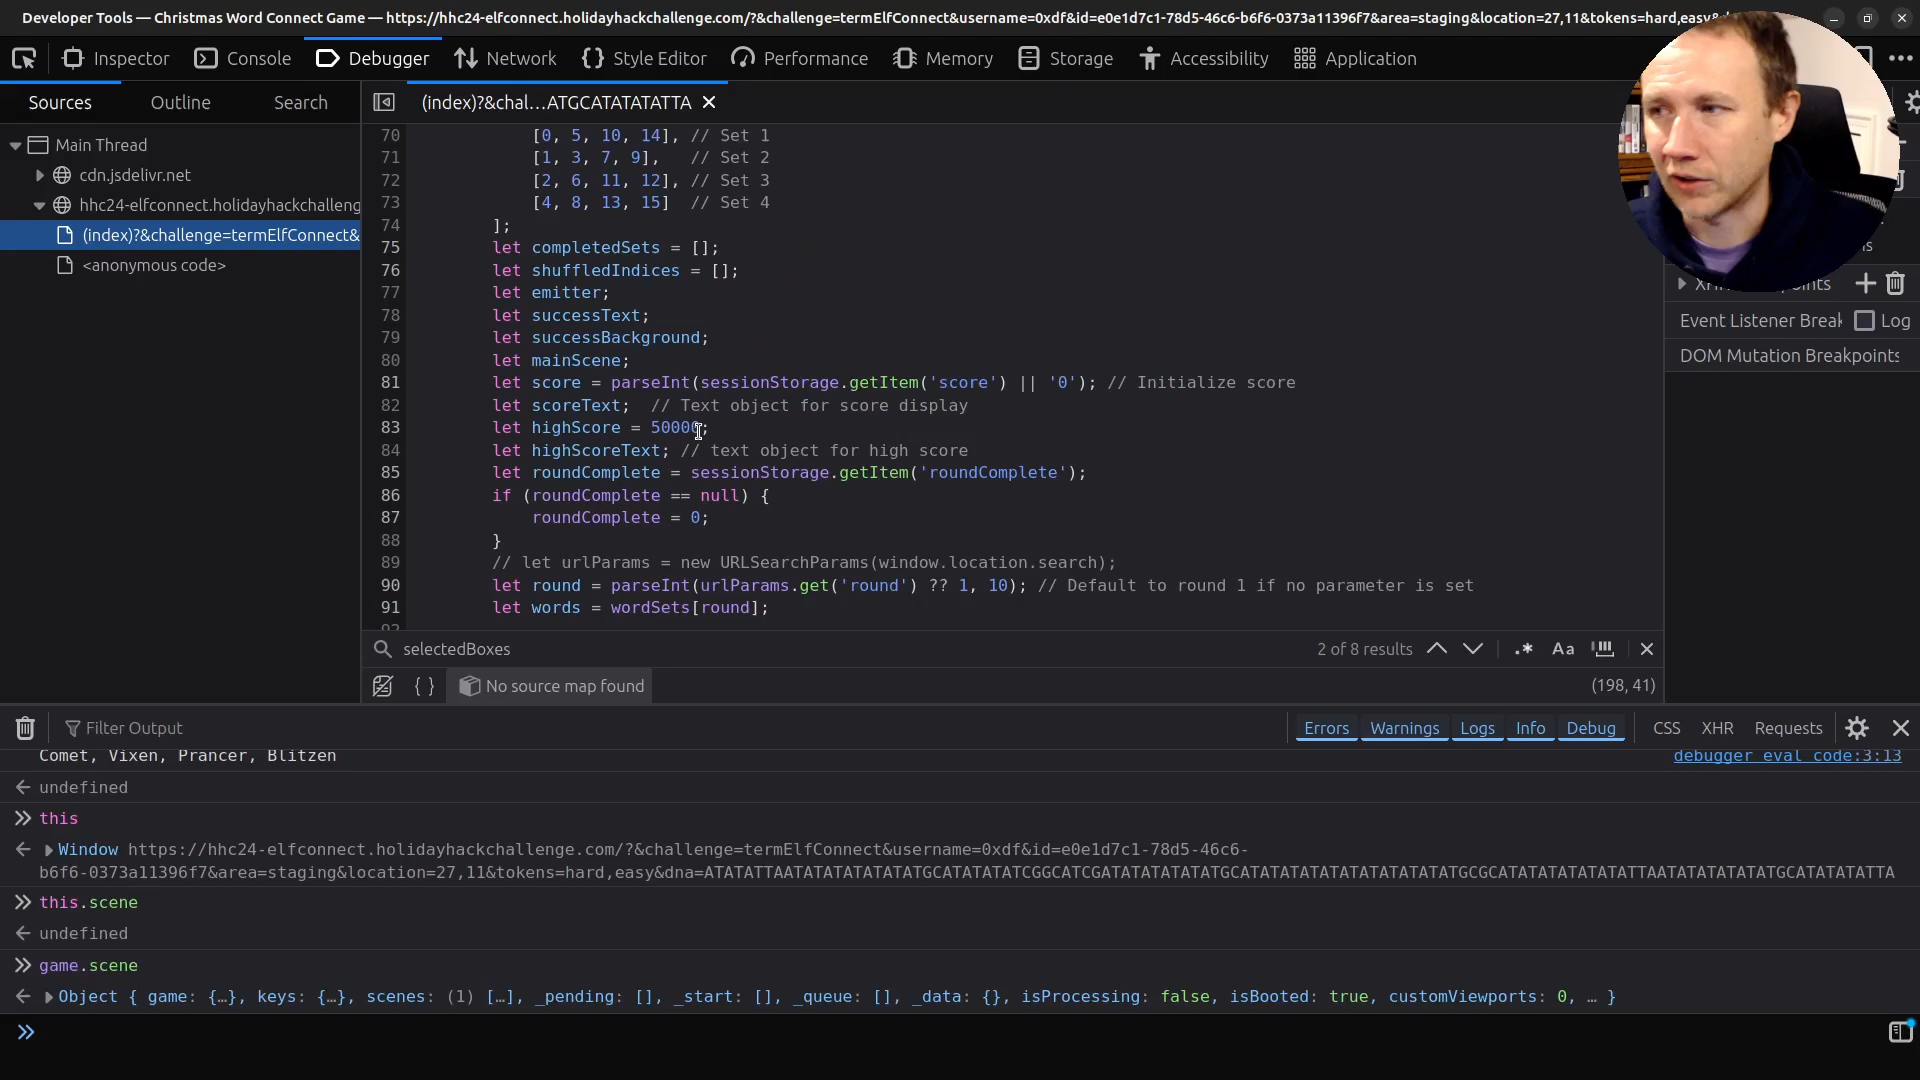 Developer Tools — Christmas Word Connect Game — https://hhc24-elfconnect.holidayhackchallenge.com/?&challenge=termElfConnect&username=0xdf&id=e0e1d7c1-78d5-46c6-b6f6-0373a11396f7&area=staging&location=27,11&tokens=hard,easy&
Inspector Console Debugger Network Style Editor Performance Memory Storage Accessibility Application
Sources Outline Search
(index)?&chal…ATGCATATATATTA
Main Thread
cdn.jsdelivr.net
hhc24-elfconnect.holidayhackchalleng
(index)?&challenge=termElfConnect&
<anonymous code>
70 [0, 5, 10, 14], // Set 1
71 [1, 3, 7, 9],   // Set 2
72 [2, 6, 11, 12], // Set 3
73 [4, 8, 13, 15]  // Set 4
74 ];
75 let completedSets = [];
76 let shuffledIndices = [];
77 let emitter;
78 let successText;
79 let successBackground;
80 let mainScene;
81 let score = parseInt(sessionStorage.getItem('score') || '0'); // Initialize score
82 let scoreText;  // Text object for score display
83 let highScore = 50000;
84 let highScoreText; // text object for high score
85 let roundComplete = sessionStorage.getItem('roundComplete');
86 if (roundComplete == null) {
87 roundComplete = 0;
88 }
89 // let urlParams = new URLSearchParams(window.location.search);
90 let round = parseInt(urlParams.get('round') ?? 1, 10); // Default to round 1 if no parameter is set
91 let words = wordSets[round];
92
Event Listener Break Log
DOM Mutation Breakpoints
selectedBoxes 2 of 8 results .* Aa
{ } No source map found (198, 41)
Filter Output Errors Warnings Logs Info Debug CSS XHR Requests
Comet, Vixen, Prancer, Blitzen debugger eval code:3:13
undefined
this
Window https://hhc24-elfconnect.holidayhackchallenge.com/?&challenge=termElfConnect&username=0xdf&id=e0e1d7c1-78d5-46c6-
b6f6-0373a11396f7&area=staging&location=27,11&tokens=hard,easy&dna=ATATATTAATATATATATATATGCATATATATCGGCATCGATATATATATATGCATATATATATATATATATATATGCGCATATATATATATATTAATATATATATATGCATATATATTA
this.scene
undefined
game.scene
Object { game: {…}, keys: {…}, scenes: (1) […], _pending: [], _start: [], _queue: [], _data: {}, isProcessing: false, isBooted: true, customViewports: 0, … }